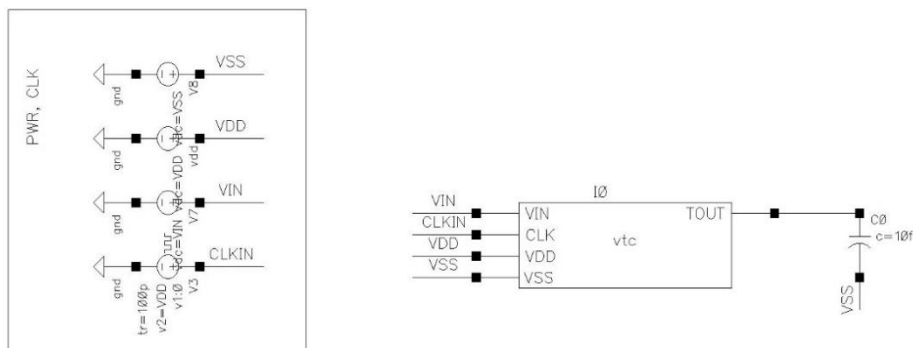 PWR, CLK
VSS
gnd
V8
vdc=VSS
VDD
gnd
vdd
vdc=VDD
VIN
gnd
V7
vdc=VIN
CLKIN
gnd
tr=100p
v2=VDD
v1:0
V3
I0
VIN
CLKIN
VDD
VSS
VIN
CLK
VDD
VSS
vtc
TOUT
C0
c=10f
VSS